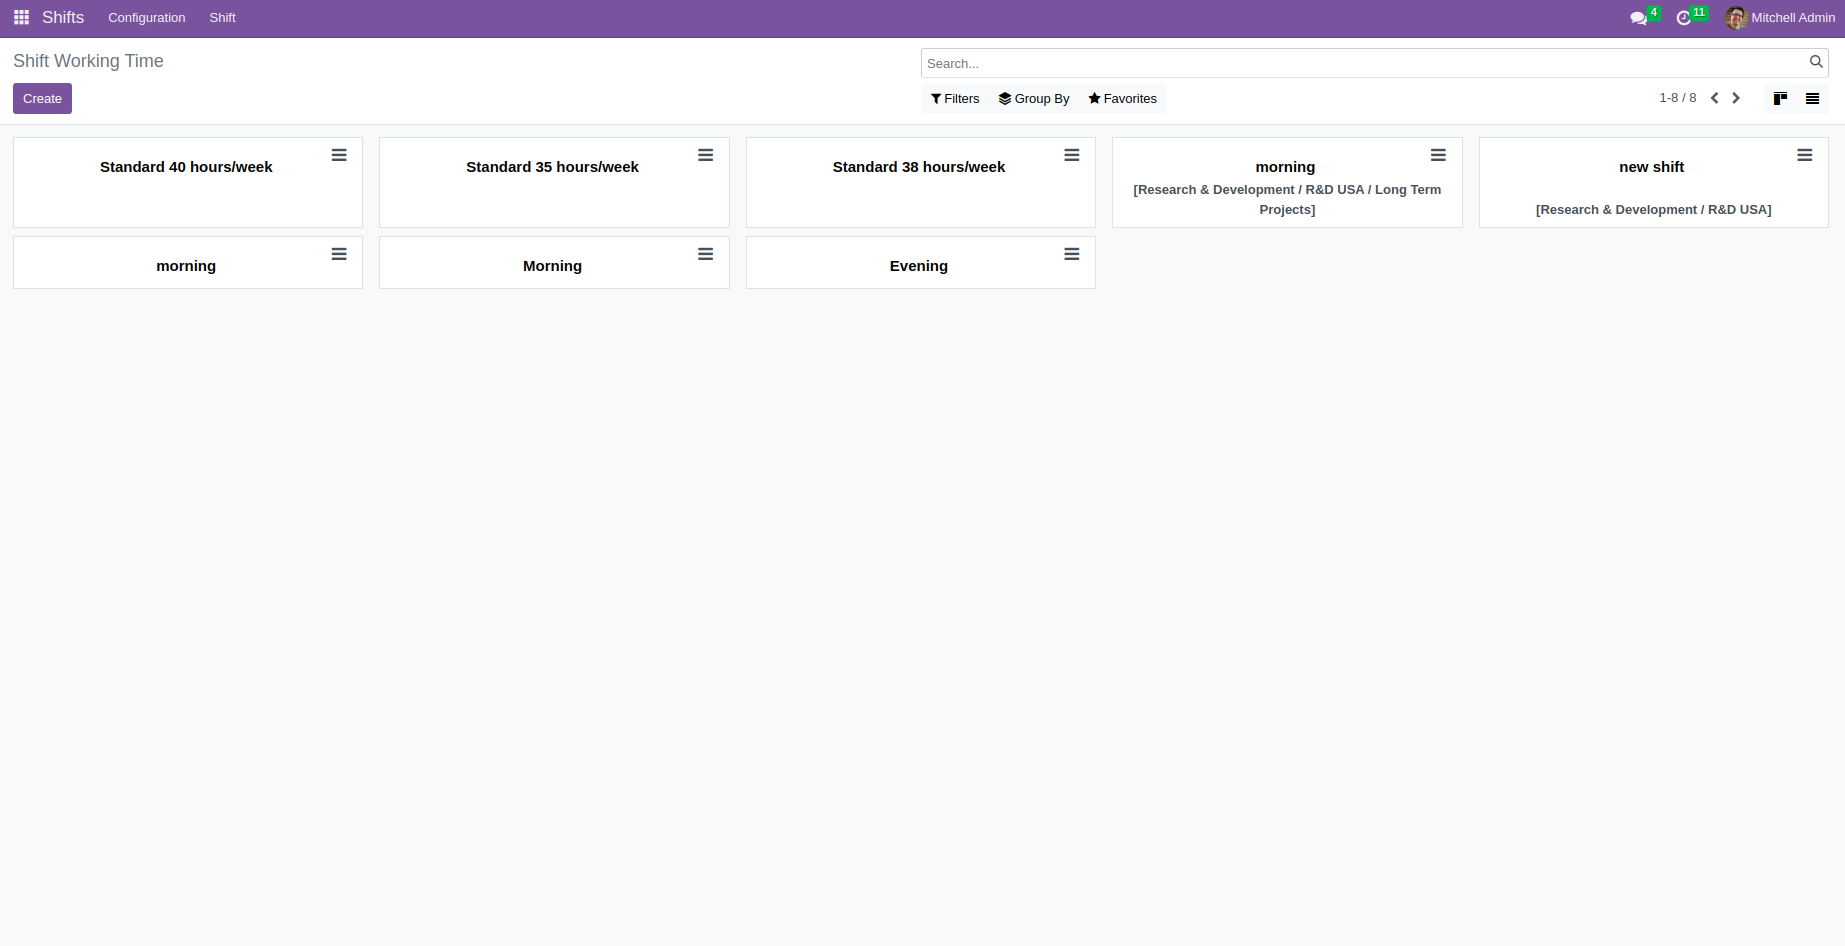 Shifts Configuration Shift 4 11 Mitchell Admin
Shift Working Time
Search...
Create
Filters Group By Favorites 1-8 / 8
Standard 40 hours/week
Standard 35 hours/week
Standard 38 hours/week
morning
[Research & Development / R&D USA / Long Term
Projects]
new shift
[Research & Development / R&D USA]
morning
Morning
Evening